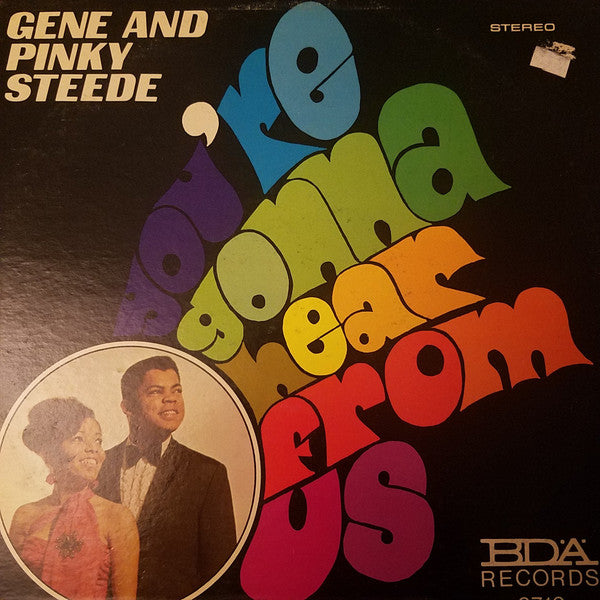 GENE AND
PINKY
STEEDE
STEREO
you're
gonna
hear
from
us
BDA
RECORDS